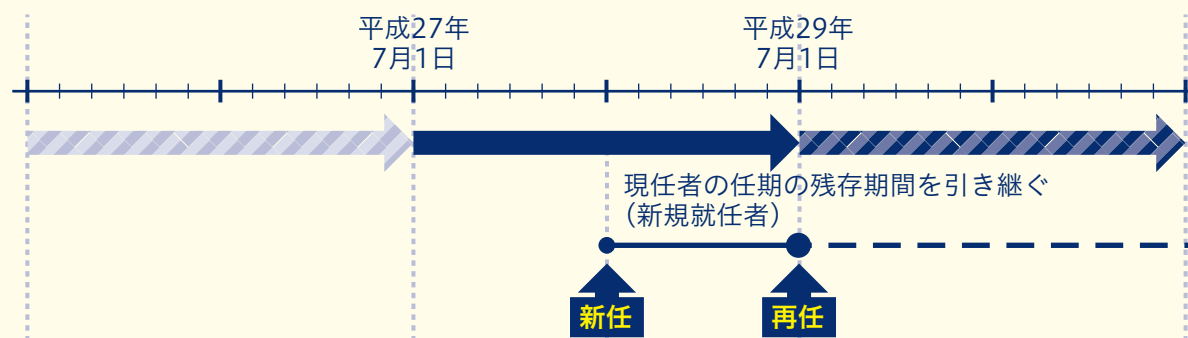 平成27年
7月1日
平成29年
7月1日
現任者の任期の残存期間を引き継ぐ
（新規就任者）
新任
再任